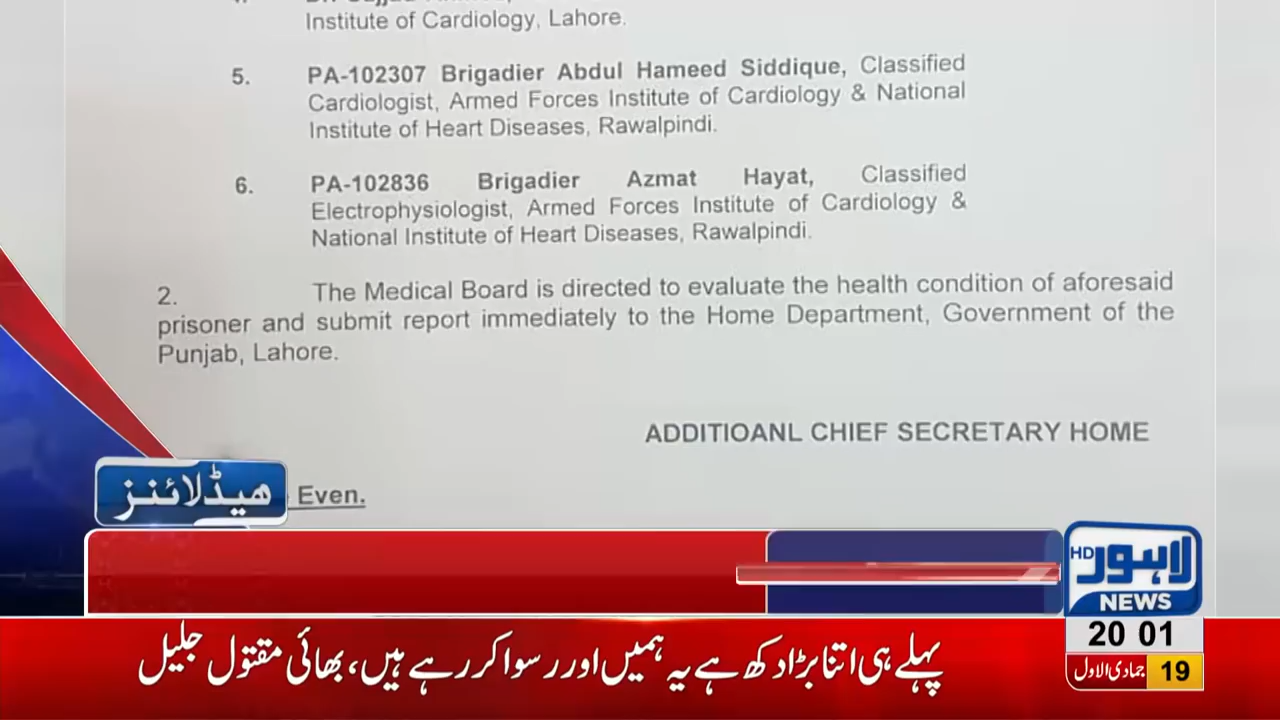 Institute of Cardiology, Lahore.
5. PA-102307 Brigadier Abdul Hameed Siddique, Classified
Cardiologist, Armed Forces Institute of Cardiology & National
Institute of Heart Diseases, Rawalpindi.
6. PA-102836 Brigadier Azmat Hayat, Classified
Electrophysiologist, Armed Forces Institute of Cardiology &
National Institute of Heart Diseases, Rawalpindi.
2. The Medical Board is directed to evaluate the health condition of aforesaid
prisoner and submit report immediately to the Home Department, Government of the
Punjab, Lahore.
ADDITIOANL CHIEF SECRETARY HOME
ہیڈلائنز
Even.
HD لاہور
NEWS
20 01
19 جمادی الاول
پہلے ہی اتنا بڑا دکھ ہے یہ ہمیں اور رسوا کر رہے ہیں، بھائی مقتول جلیل